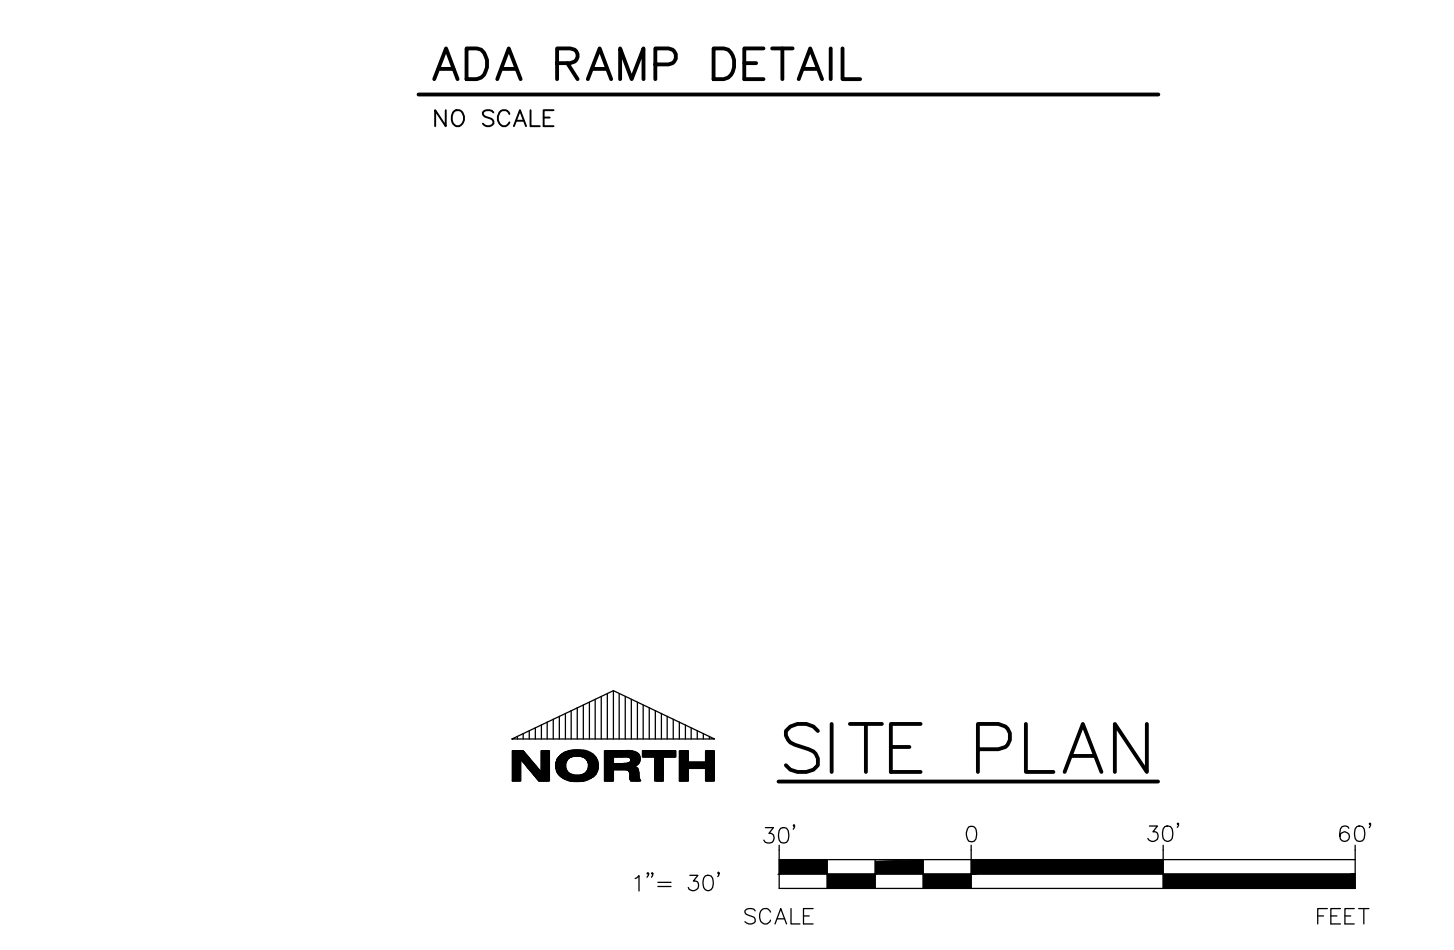 ADA RAMP DETAIL
NO SCALE
NORTH
SITE PLAN
30' 0 30' 60'
1"= 30'
SCALE FEET